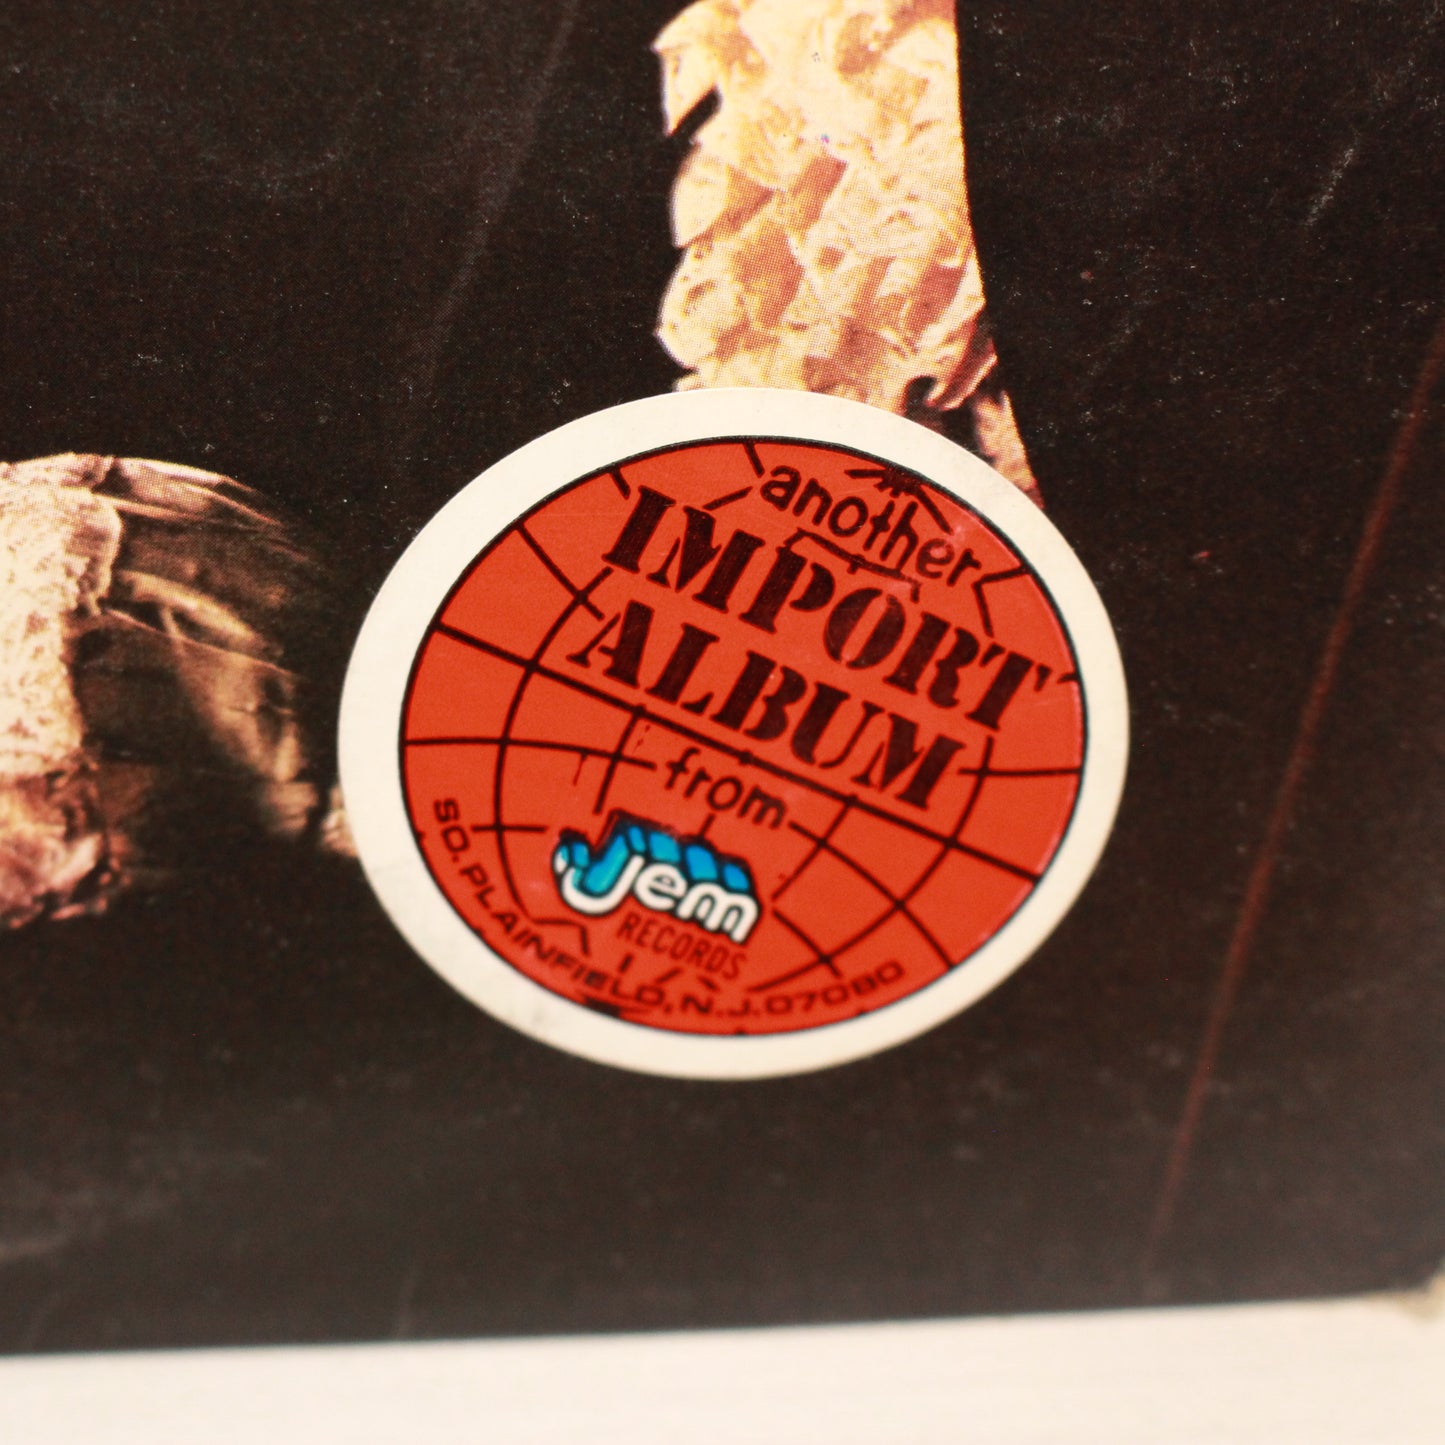 another
IMPORT
ALBUM
from
jem
RECORDS
SO. PLAINFIELD, N.J. 07080